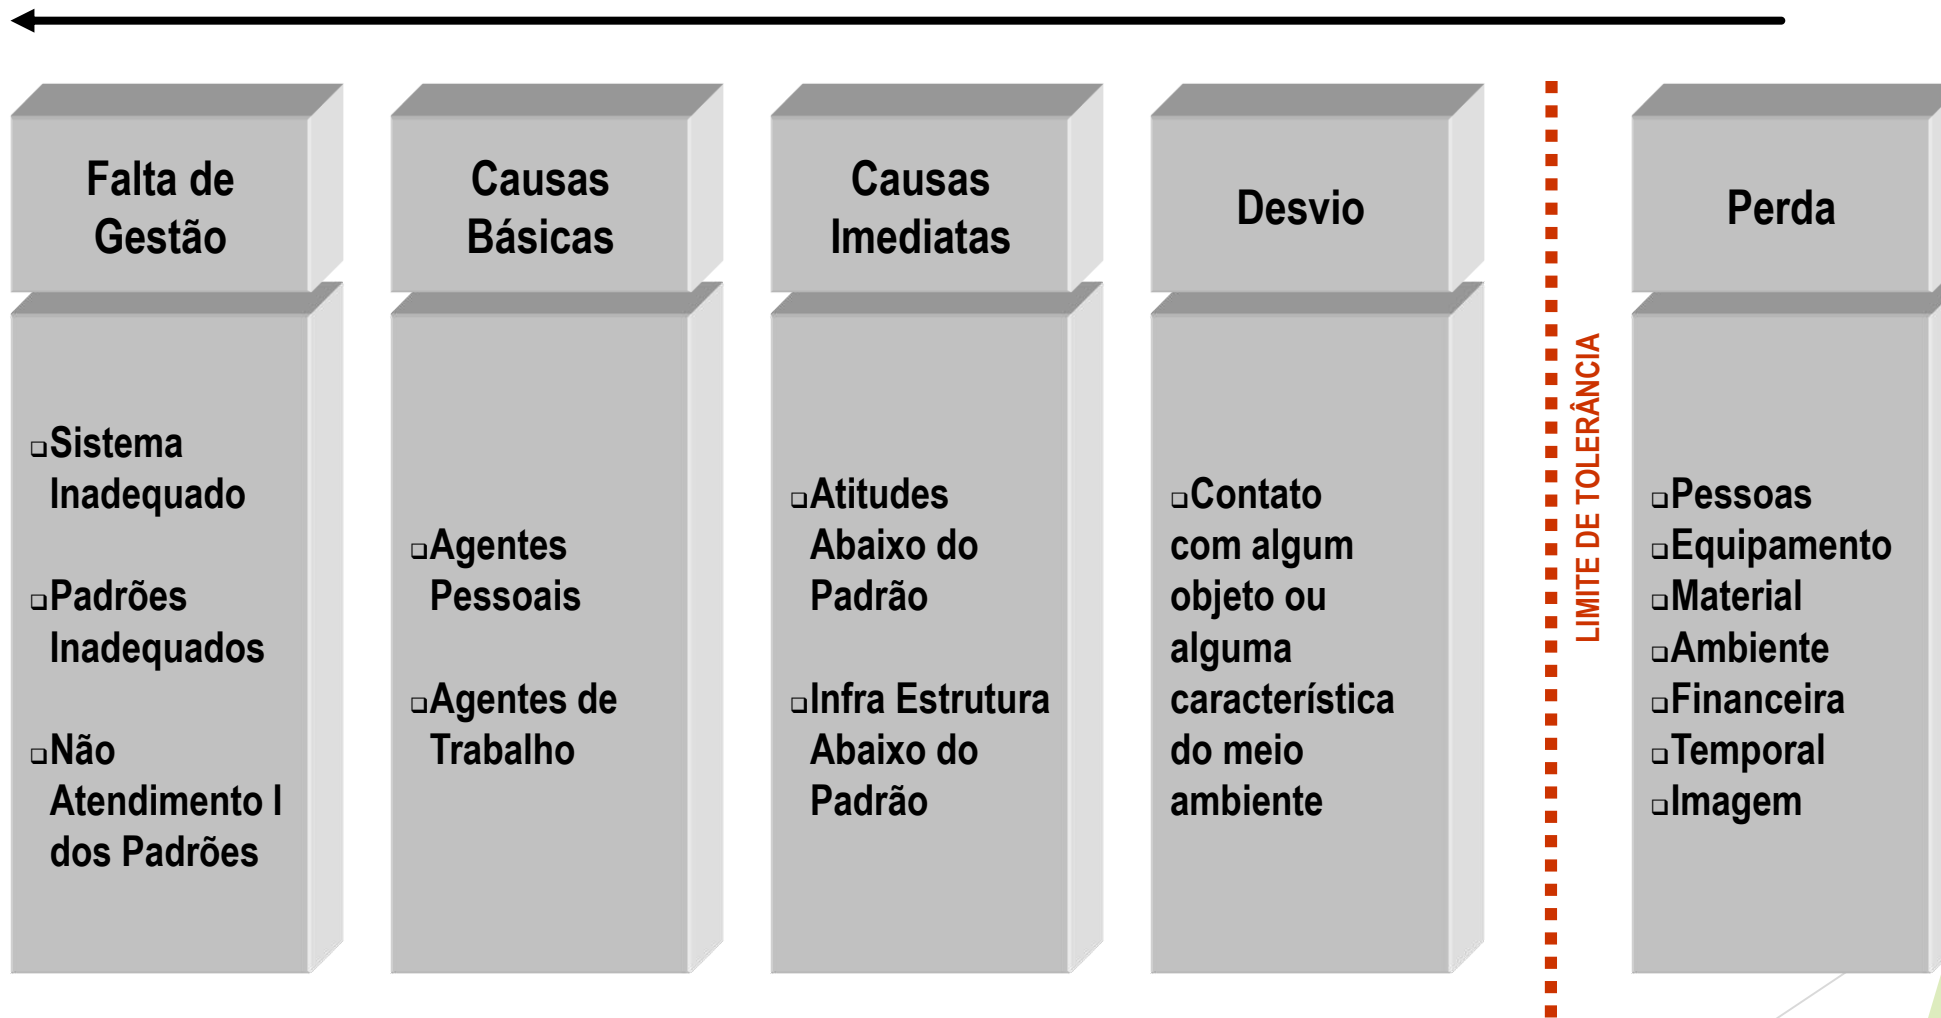 Falta de
Gestão
Sistema
Inadequado
Padrões
Inadequados
Não
Atendimento I
dos Padrões
Causas
Básicas
Agentes
Pessoais
Agentes de
Trabalho
Causas
Imediatas
Atitudes
Abaixo do
Padrão
Infra Estrutura
Abaixo do
Padrão
Desvio
Contato
com algum
objeto ou
alguma
característica
do meio
ambiente
LIMITE DE TOLERÂNCIA
Perda
Pessoas
Equipamento
Material
Ambiente
Financeira
Temporal
Imagem